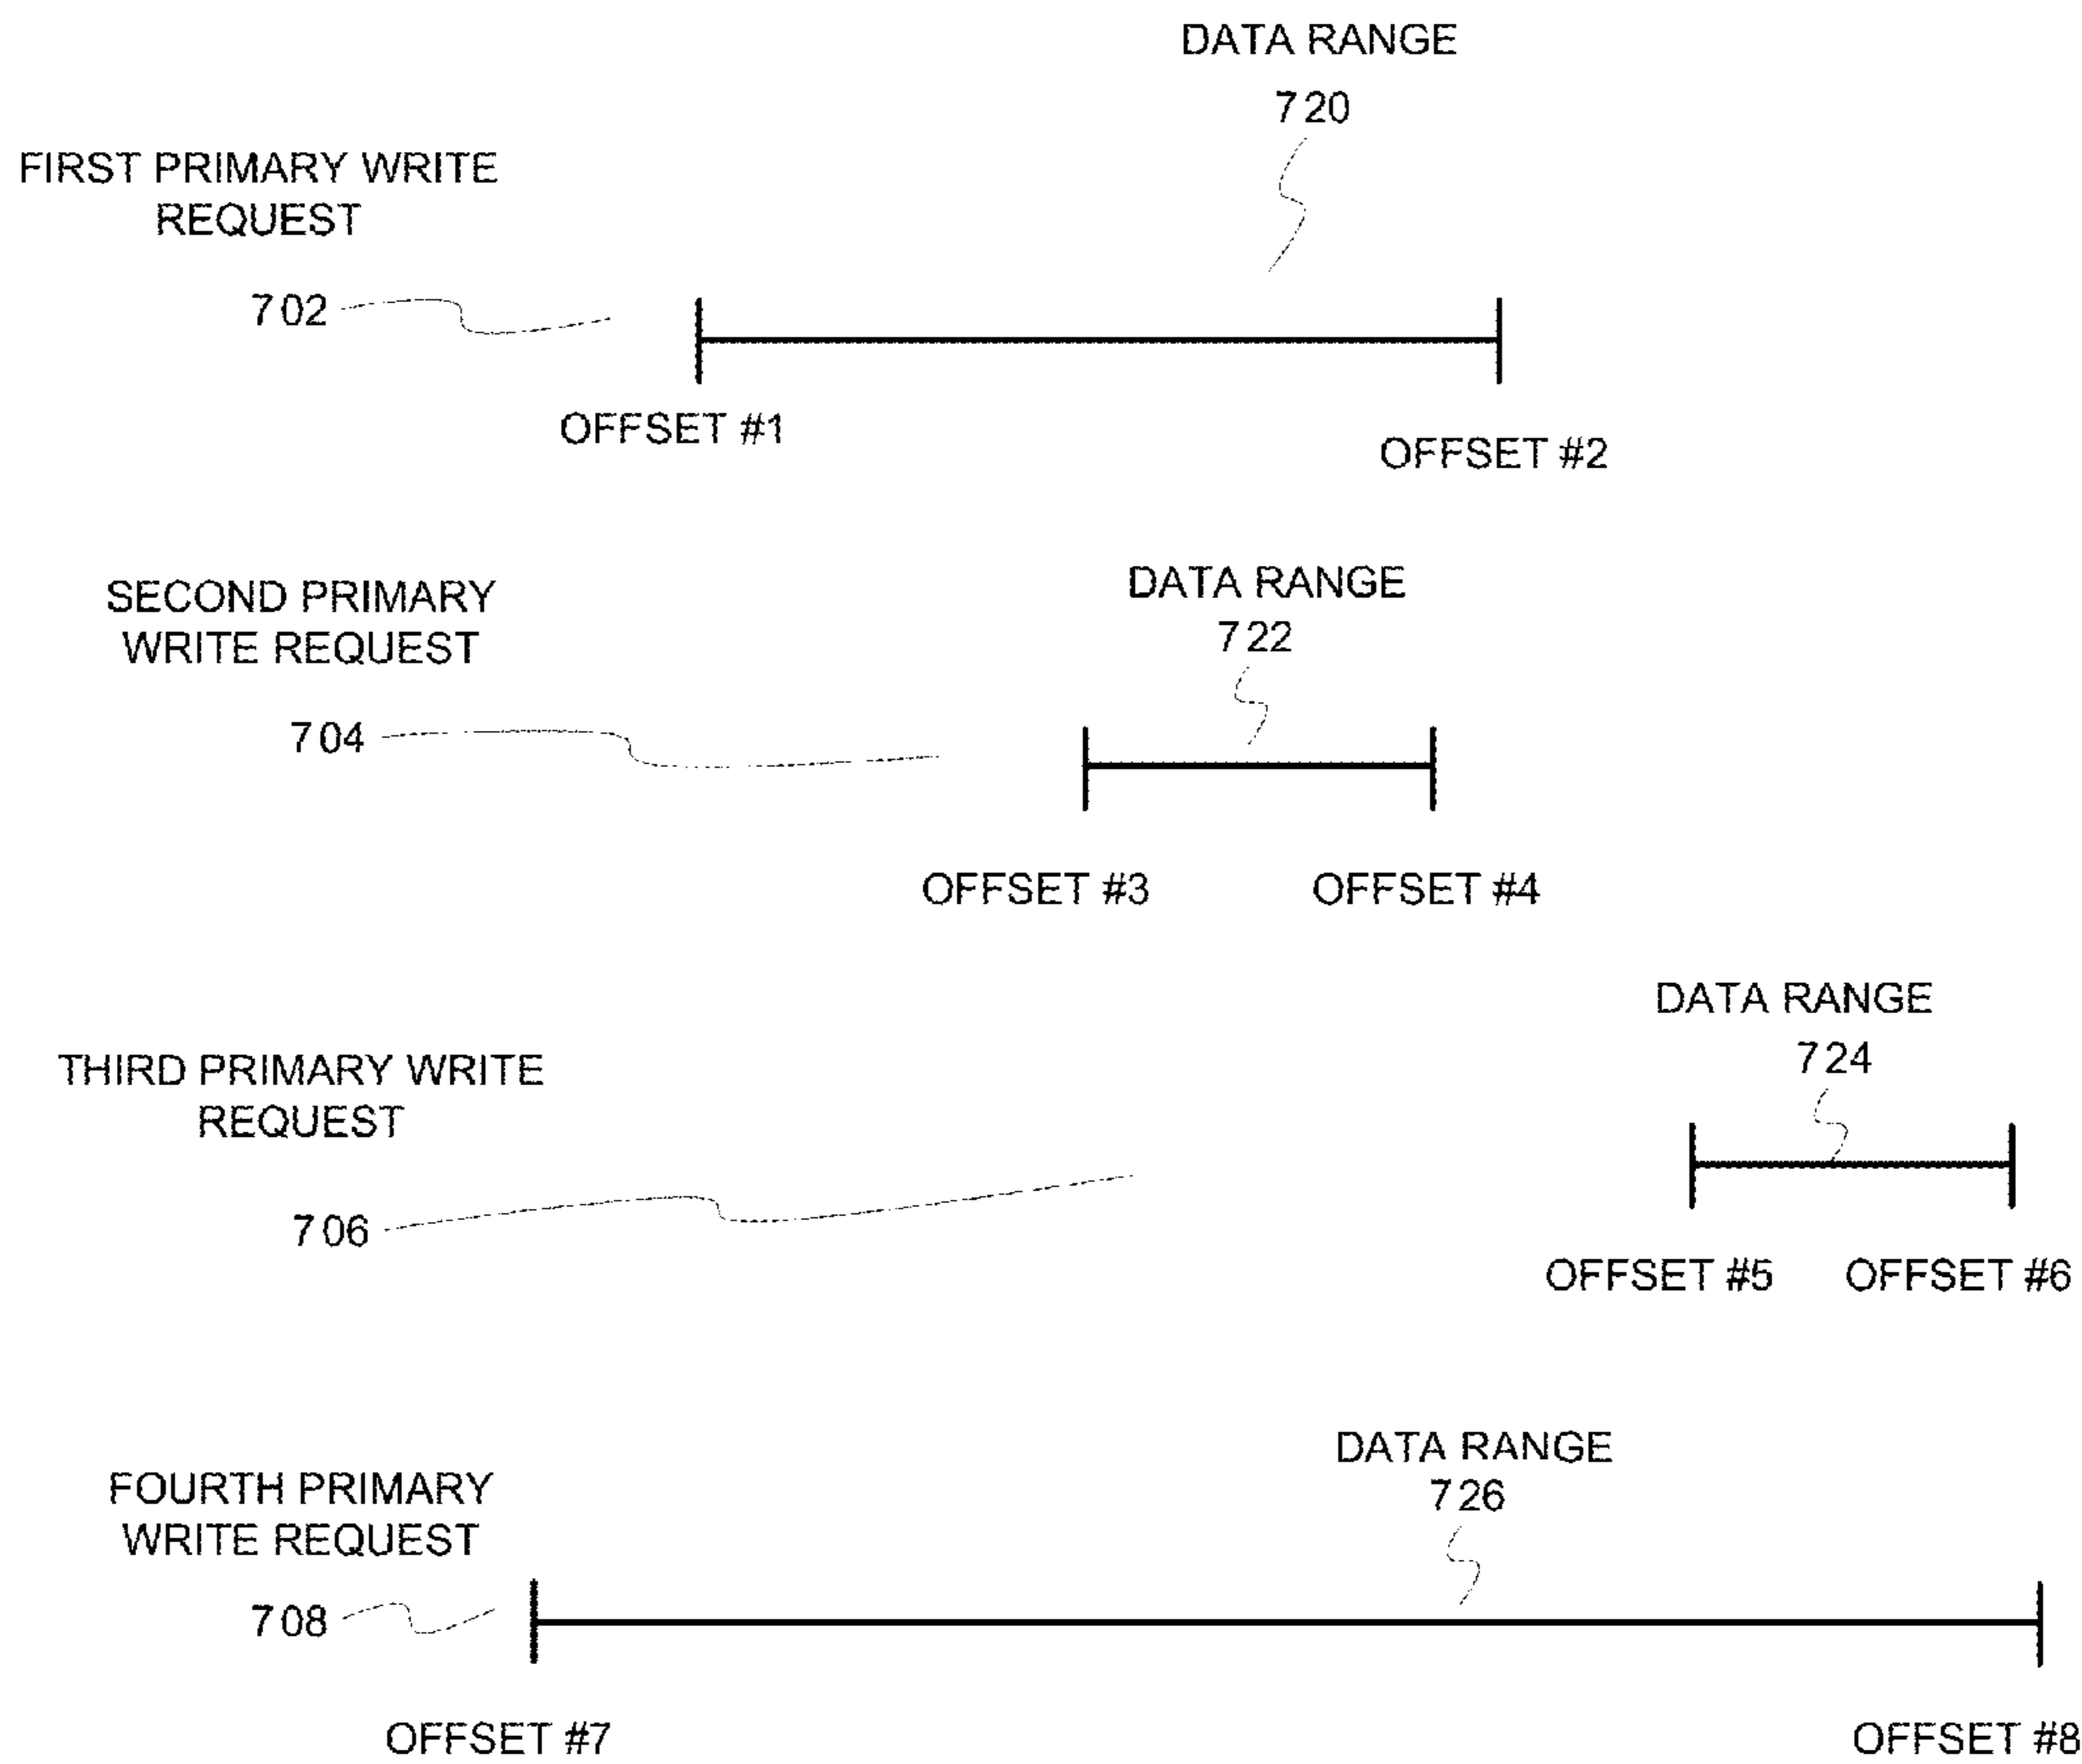 DATA RANGE
720
FIRST PRIMARY WRITE
REQUEST
702
OFFSET #1
OFFSET #2
SECOND PRIMARY
WRITE REQUEST
DATA RANGE
722
704
OFFSET #3
OFFSET #4
DATA RANGE
724
THIRD PRIMARY WRITE
REQUEST
706
OFFSET #5
OFFSET #6
DATA RANGE
726
FOURTH PRIMARY
WRITE REQUEST
708
OFFSET #7
OFFSET #8